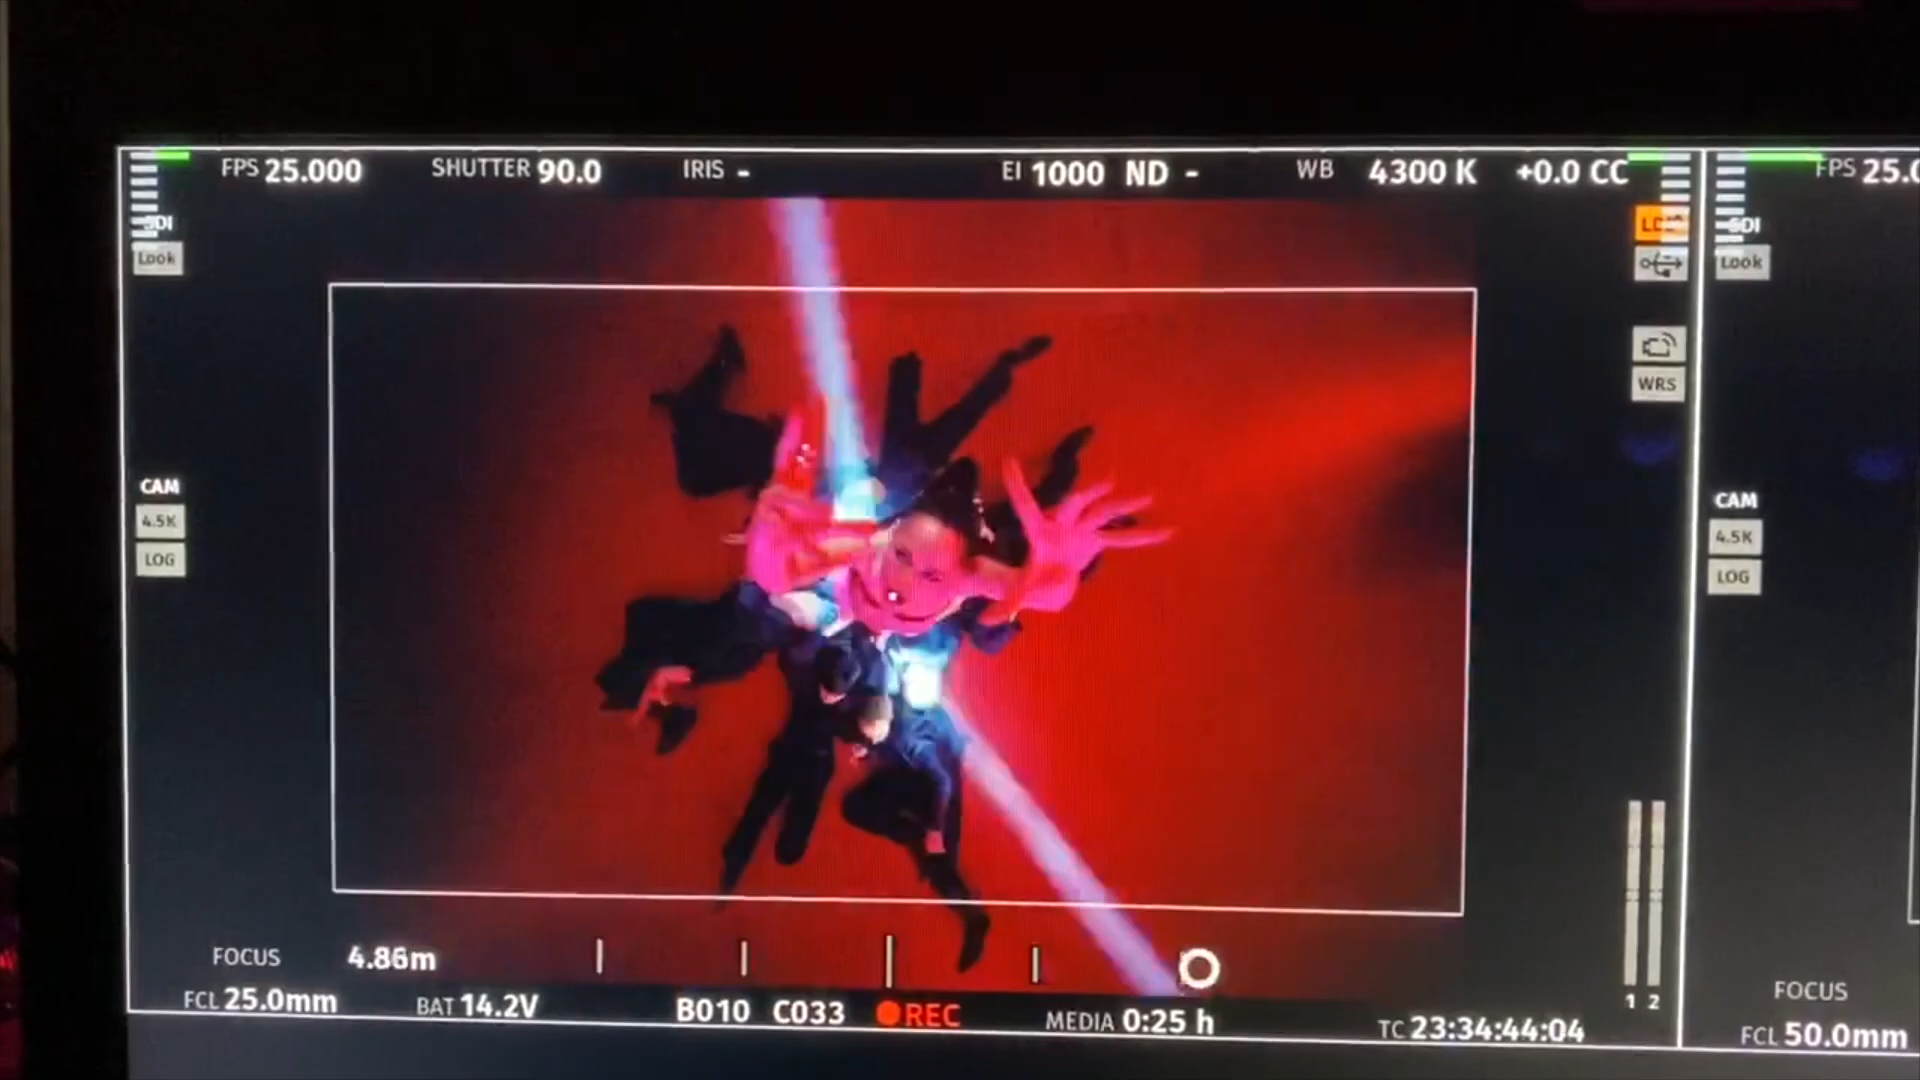 FPS 25.000 SHUTTER 90.0 IRIS - EI 1000 ND - WB 4300 K +0.0 CC
SDI
Look
CAM
4.5K
LOG
WRS
FOCUS 4.86m
FCL 25.0mm BAT 14.2V B010 C033 REC MEDIA 0:25 h TC 23:34:44:04
1 2
FPS 25.0
SDI
Look
CAM
4.5K
LOG
FOCUS
FCL 50.0mm